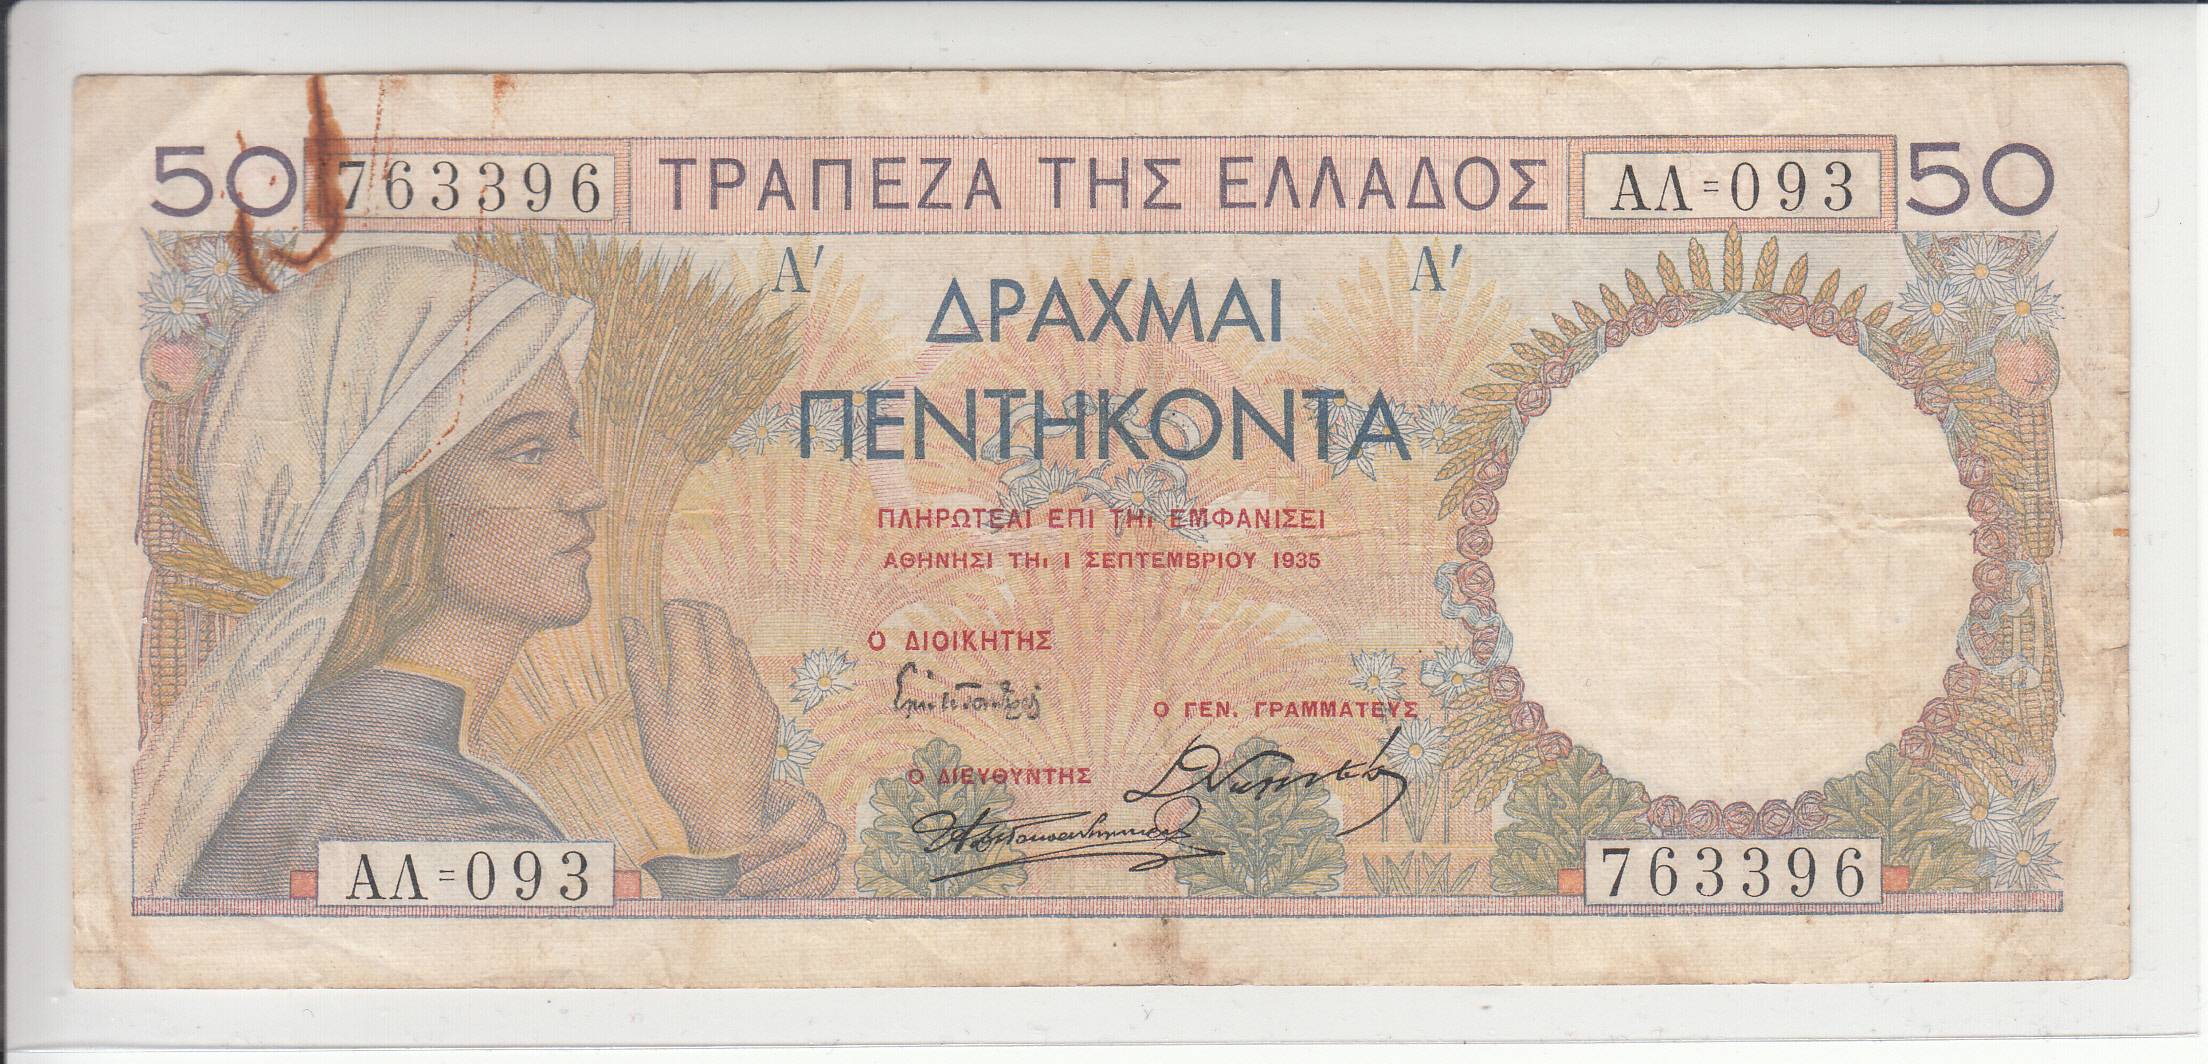 50 763396 ΤΡΑΠΕΖΑ ΤΗΣ ΕΛΛΑΔΟΣ ΑΛ=093 50
Α′ Α′
ΔΡΑΧΜΑΙ
ΠΕΝΤΗΚΟΝΤΑ
ΠΛΗΡΩΤΕΑΙ ΕΠΙ ΤΗι ΕΜΦΑΝΙΣΕΙ
ΑΘΗΝΗΣΙ ΤΗι 1 ΣΕΠΤΕΜΒΡΙΟΥ 1935
Ο ΔΙΟΙΚΗΤΗΣ
Ο ΓΕΝ. ΓΡΑΜΜΑΤΕΥΣ
Ο ΔΙΕΥΘΥΝΤΗΣ
ΑΛ=093 763396